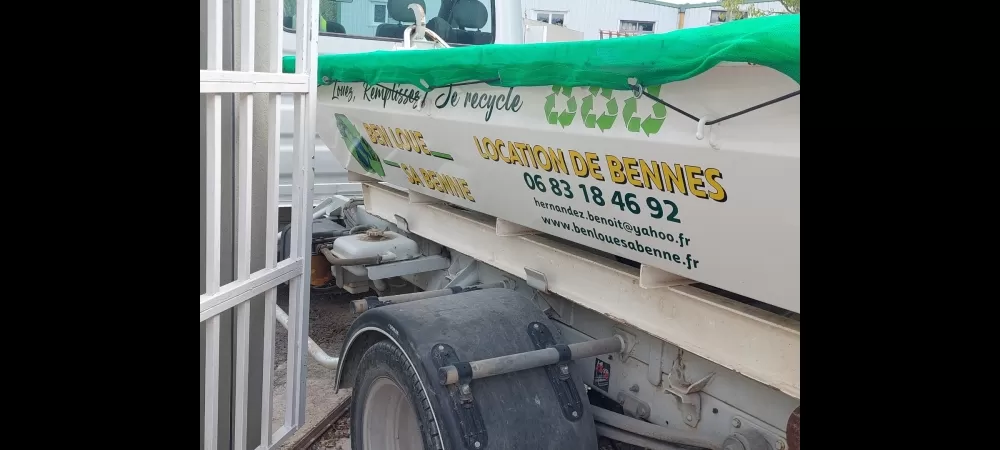 Louez, Remplissez, Je recycle
BEN LOUE
SA BENNE
LOCATION DE BENNES
06 83 18 46 92
hernandez.benoit@yahoo.fr
www.benlouesabenne.fr